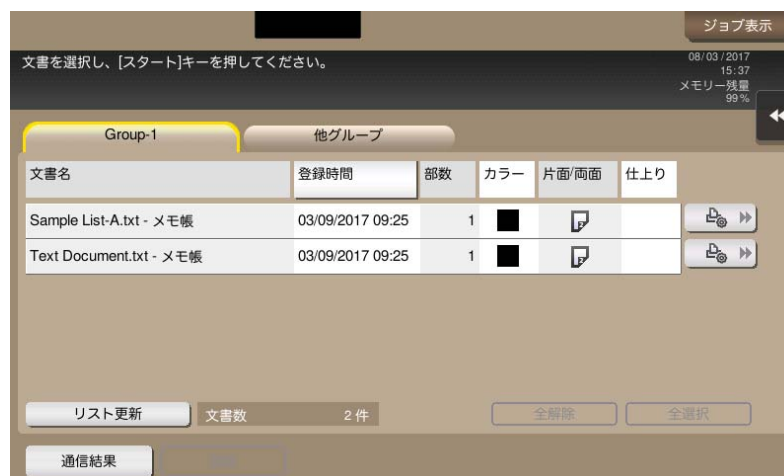 ジョブ表示
文書を選択し、[スタート]キーを押してください。
08/03/2017
15:37
メモリー残量
99%
Group-1 他グループ
文書名 登録時間 部数 カラー 片面/両面 仕上り
Sample List-A.txt - メモ帳 03/09/2017 09:25 1
Text Document.txt - メモ帳 03/09/2017 09:25 1
リスト更新 文書数 2 件 全解除 全選択
通信結果